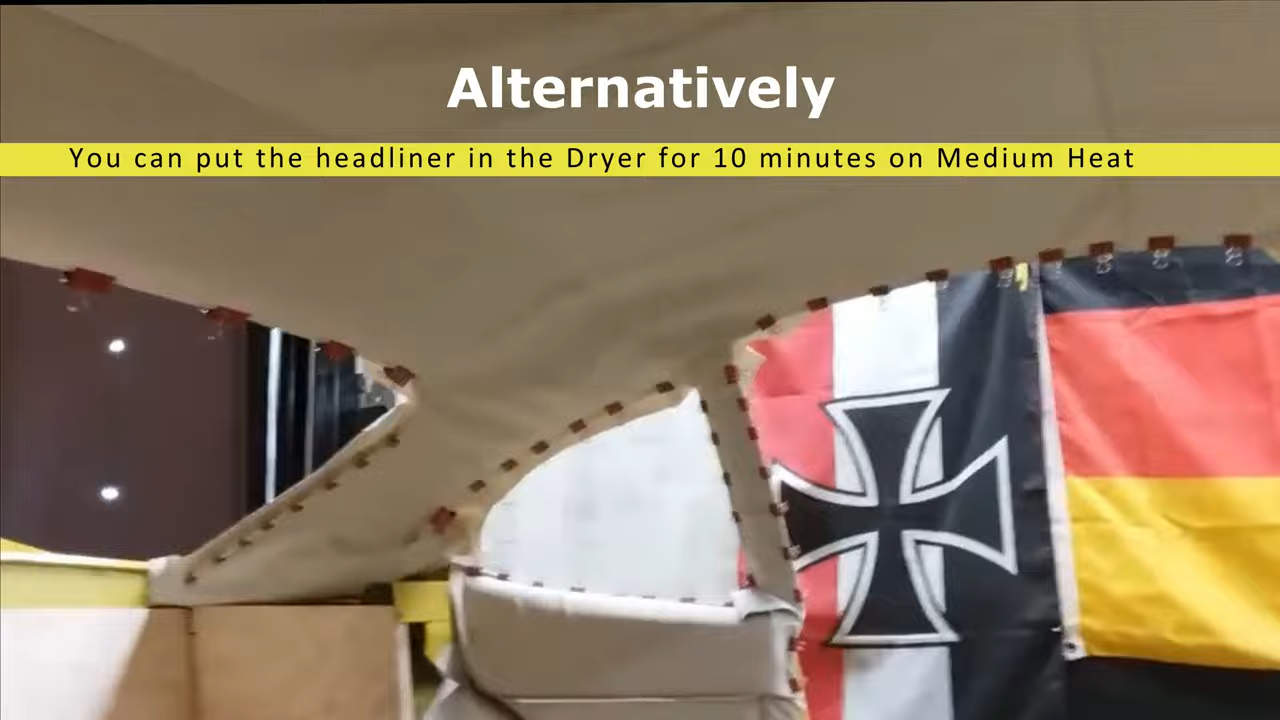 Alternatively
You can put the headliner in the Dryer for 10 minutes on Medium Heat